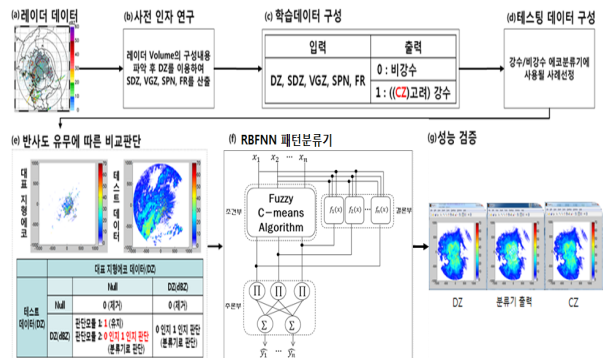 (a)레이더 데이터
(b)사전 인자 연구
레이더 Volume의 구성내용
파악 후 DZ를 이용하여
SDZ, VGZ, SPN, FR를 산출
(c)학습데이터 구성
입력
출력
DZ, SDZ, VGZ, SPN, FR
0 : 비강수
1 : ((CZ)고려) 강수
(d)테스팅 데이터 구성
강수/비강수 에코분류기에
사용될 사례선정
(e)반사도 유무에 따른 비교판단
대표 지형에코
테스트 데이터
대표 지형에코 데이터(DZ)
Null
DZ(dBZ)
테스트
데이터(DZ)
Null
0 (제거)
0 (제거)
DZ(dBZ)
판단모듈 1: 1 (유지)
판단모듈 2: 0 인지 1 인지 판단
(분류기로 판단)
0 인지 1 인지 판단
(분류기로 판단)
(f) RBFNN 패턴분류기
x₁ x₂ ⋯ xₙ
조건부
Fuzzy
C-means
Algorithm
f₁(x) f₂(x) ⋯ fₙ(x)
결론부
추론부
∏ ∏ ∏
Σ Σ
ŷ₁ ŷₙ
(g)성능 검증
DZ
분류기 출력
CZ